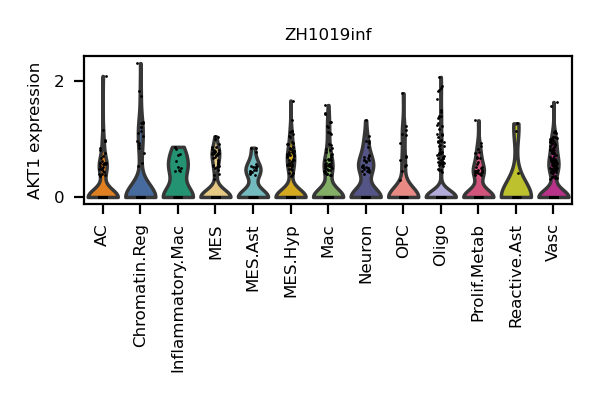 ZH1019inf
AKT1 expression
2
0
AC
Chromatin.Reg
Inflammatory.Mac
MES
MES.Ast
MES.Hyp
Mac
Neuron
OPC
Oligo
Prolif.Metab
Reactive.Ast
Vasc